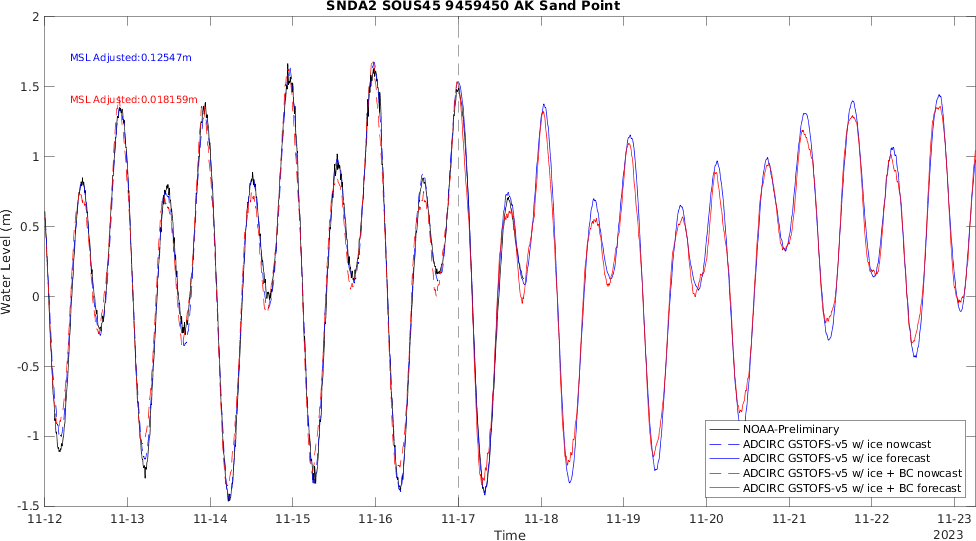 SNDA2 SOUS45 9459450 AK Sand Point
2
MSL Adjusted:0.12547m
1.5
MSL Adjusted:0.018159m
1
0.5
Water Level (m)
0
-0.5
-1
-1.5
NOAA-Preliminary
ADCIRC GSTOFS-v5 w/ ice nowcast
ADCIRC GSTOFS-v5 w/ ice forecast
ADCIRC GSTOFS-v5 w/ ice + BC nowcast
ADCIRC GSTOFS-v5 w/ ice + BC forecast
11-12 11-13 11-14 11-15 11-16 11-17 11-18 11-19 11-20 11-21 11-22 11-23
Time
2023